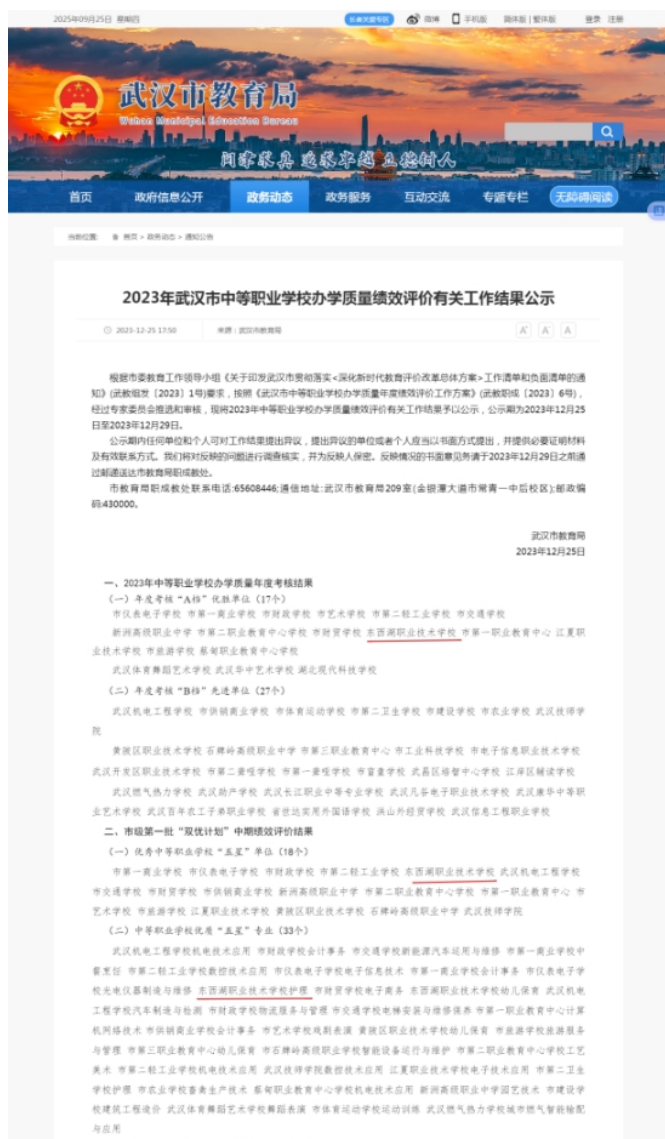 2025年09月25日 星期四
长者关爱专区 微博 手机版 简体版 | 繁体版 登录 注册
武汉市教育局
Wuhan Municipal Education Bureau
问津求真 追求卓越 立德树人
首页 政府信息公开 政务动态 政务服务 互动交流 专题专栏 无障碍阅读
当前位置: 首页 > 政务动态 > 通知公告
2023年武汉市中等职业学校办学质量绩效评价有关工作结果公示
2023-12-25 17:50 来源：武汉市教育局
根据市委教育工作领导小组《关于印发武汉市贯彻落实<深化新时代教育评价改革总体方案>工作清单和负面清单的通
知》(武教组发〔2023〕1号)要求，按照《武汉市中等职业学校办学质量年度绩效评价工作方案》(武教职成〔2023〕6号)，
经过专家委员会推选和审核，现将2023年中等职业学校办学质量绩效评价有关工作结果予以公示，公示期为2023年12月25
日至2023年12月29日。
公示期内任何单位和个人可对工作结果提出异议，提出异议的单位或者个人应当以书面方式提出，并提供必要证明材料
及有效联系方式。我们将对反映的问题进行调查核实，并为反映人保密。反映情况的书面意见务请于2023年12月29日之前通
过邮递送达市教育局职成教处。
市教育局职成教处联系电话:65608446;通信地址:武汉市教育局209室(金银潭大道市常青一中后校区);邮政编
码:430000。
武汉市教育局
2023年12月25日
一、2023年中等职业学校办学质量年度考核结果
（一）年度考核“A档”优胜单位（17个）
市仪表电子学校 市第一商业学校 市财政学校 市艺术学校 市第二轻工业学校 市交通学校
新洲高级职业中学 市第二职业教育中心学校 市财贸学校 东西湖职业技术学校 市第一职业教育中心 江夏职
业技术学校 市旅游学校 蔡甸职业教育中心学校
武汉体育舞蹈艺术学校 武汉华中艺术学校 湖北现代科技学校
（二）年度考核“B档”先进单位（27个）
武汉机电工程学校 市供销商业学校 市体育运动学校 市第二卫生学校 市建设学校 市农业学校 武汉技师学
院
黄陂区职业技术学校 石牌岭高级职业中学 市第三职业教育中心 市工业科技学校 市电子信息职业技术学校
武汉开发区职业技术学校 市第二聋哑学校 市第一聋哑学校 市盲童学校 武昌区培智中心学校 江岸区辅读学校
武汉燃气热力学校 武汉助产学校 武汉长江职业中等专业学校 武汉凡谷电子职业技术学校 武汉康华中等职
业艺术学校 武汉百年农工子弟职业学校 省世达实用外国语学校 洪山外经贸学校 武汉信息工程职业学校
二、市级第一批“双优计划”中期绩效评价结果
（一）优秀中等职业学校“五星”单位（18个）
市第一商业学校 市仪表电子学校 市财政学校 市第二轻工业学校 东西湖职业技术学校 武汉机电工程学校
市交通学校 市财贸学校 市供销商业学校 新洲高级职业中学 市第二职业教育中心学校 市第一职业教育中心 市
艺术学校 市旅游学校 江夏职业技术学校 黄陂区职业技术学校 石牌岭高级职业中学 武汉技师学院
（二）中等职业学校优质“五星”专业（33个）
武汉机电工程学校机电技术应用 市财政学校会计事务 市交通学校新能源汽车运用与维修 市第一商业学校中
餐烹饪 市第二轻工业学校数控技术应用 市仪表电子学校电子信息技术 市第一商业学校会计事务 市仪表电子学
校光电仪器制造与维修 东西湖职业技术学校护理 市财贸学校电子商务 东西湖职业技术学校幼儿保育 武汉机电
工程学校汽车制造与检测 市财政学校物流服务与管理 市交通学校电梯安装与维修保养 市第一职业教育中心计算
机网络技术 市供销商业学校会计事务 市艺术学校戏剧表演 黄陂区职业技术学校幼儿保育 市旅游学校旅游服务
与管理 市第三职业教育中心幼儿保育 市石牌岭高级职业学校智能设备运行与维护 市第二职业教育中心学校工艺
美术 市第二轻工业学校机电技术应用 武汉技师学院数控技术应用 江夏职业技术学校电子技术应用 市第二卫生
学校护理 市农业学校畜禽生产技术 蔡甸职业教育中心学校机电技术应用 新洲高级职业中学园艺技术 市建设学
校建筑工程造价 武汉体育舞蹈艺术学校舞蹈表演 市体育运动学校运动训练 武汉燃气热力学校城市燃气智能输配
与应用